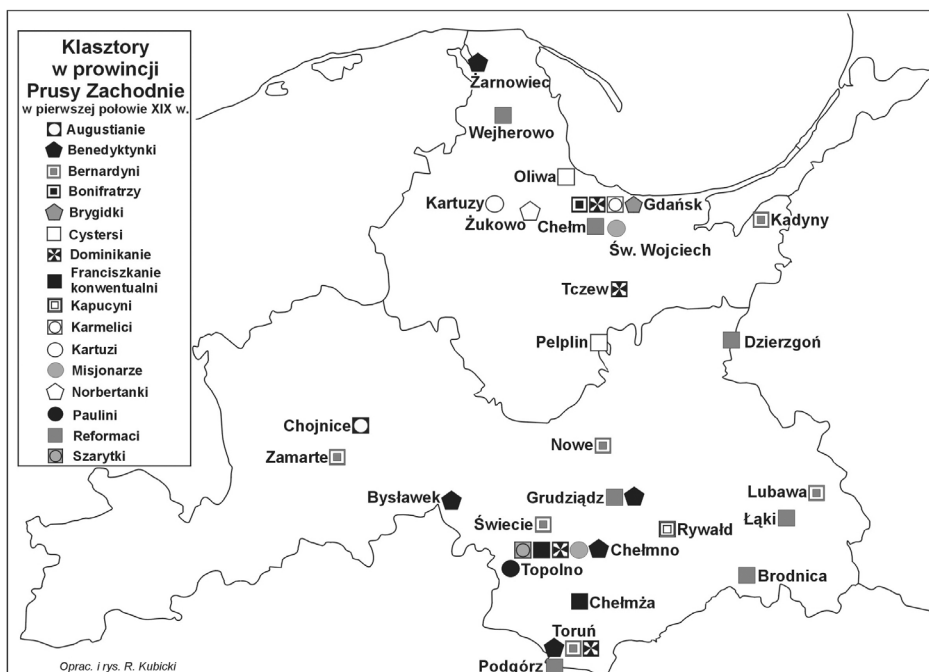 Klasztory
w prowincji
Prusy Zachodnie
w pierwszej połowie XIX w.
Augustianie
Benedyktynki
Bernardyni
Bonifratrzy
Brygidki
Cystersi
Dominikanie
Franciszkanie
konwentualni
Kapucyni
Karmelici
Kartuzi
Misjonarze
Norbertanki
Paulini
Reformaci
Szarytki
Żarnowiec
Wejherowo
Oliwa
Kartuzy
Żukowo
Gdańsk
Chełm
Św. Wojciech
Kadyny
Tczew
Pelplin
Dzierzgoń
Chojnice
Zamarte
Nowe
Bysławek
Grudziądz
Lubawa
Łąki
Świecie
Rywałd
Chełmno
Topolno
Brodnica
Chełmża
Toruń
Podgórz
Oprac. i rys. R. Kubicki